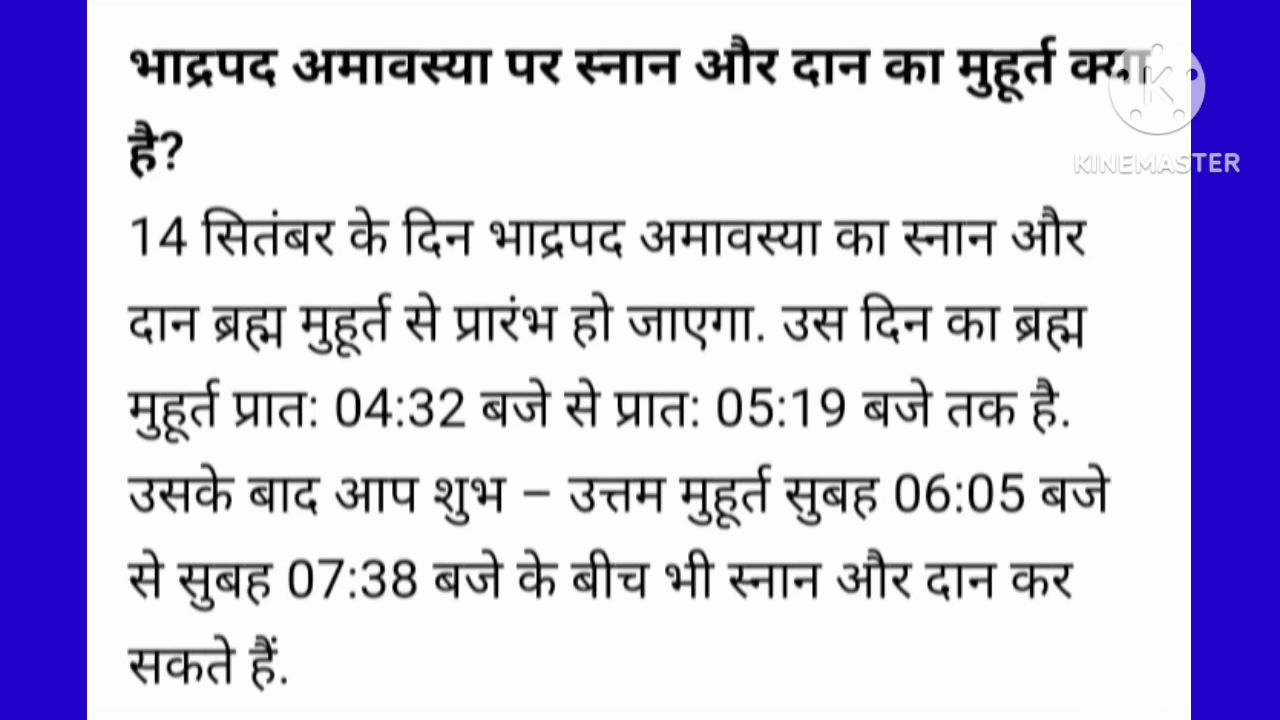 भाद्रपद अमावस्या पर स्नान और दान का मुहूर्त क्या
है?
14 सितंबर के दिन भाद्रपद अमावस्या का स्नान और
दान ब्रह्म मुहूर्त से प्रारंभ हो जाएगा. उस दिन का ब्रह्म
मुहूर्त प्रात: 04:32 बजे से प्रात: 05:19 बजे तक है.
उसके बाद आप शुभ – उत्तम मुहूर्त सुबह 06:05 बजे
से सुबह 07:38 बजे के बीच भी स्नान और दान कर
सकते हैं.
K
KINEMASTER